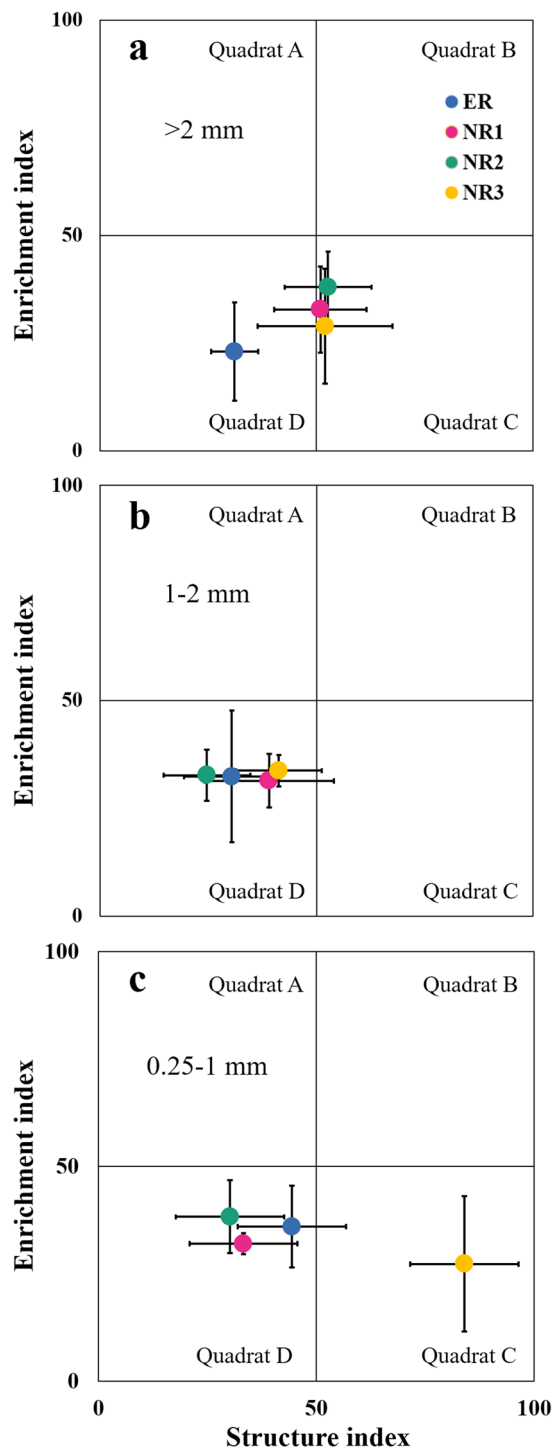 100
a
Quadrat A
Quadrat B
>2 mm
ER
NR1
NR2
NR3
Enrichment index
50
Quadrat D
Quadrat C
0
100
b
Quadrat A
Quadrat B
1-2 mm
Enrichment index
50
Quadrat D
Quadrat C
0
100
c
Quadrat A
Quadrat B
0.25-1 mm
Enrichment index
50
Quadrat D
Quadrat C
0
0
50
100
Structure index